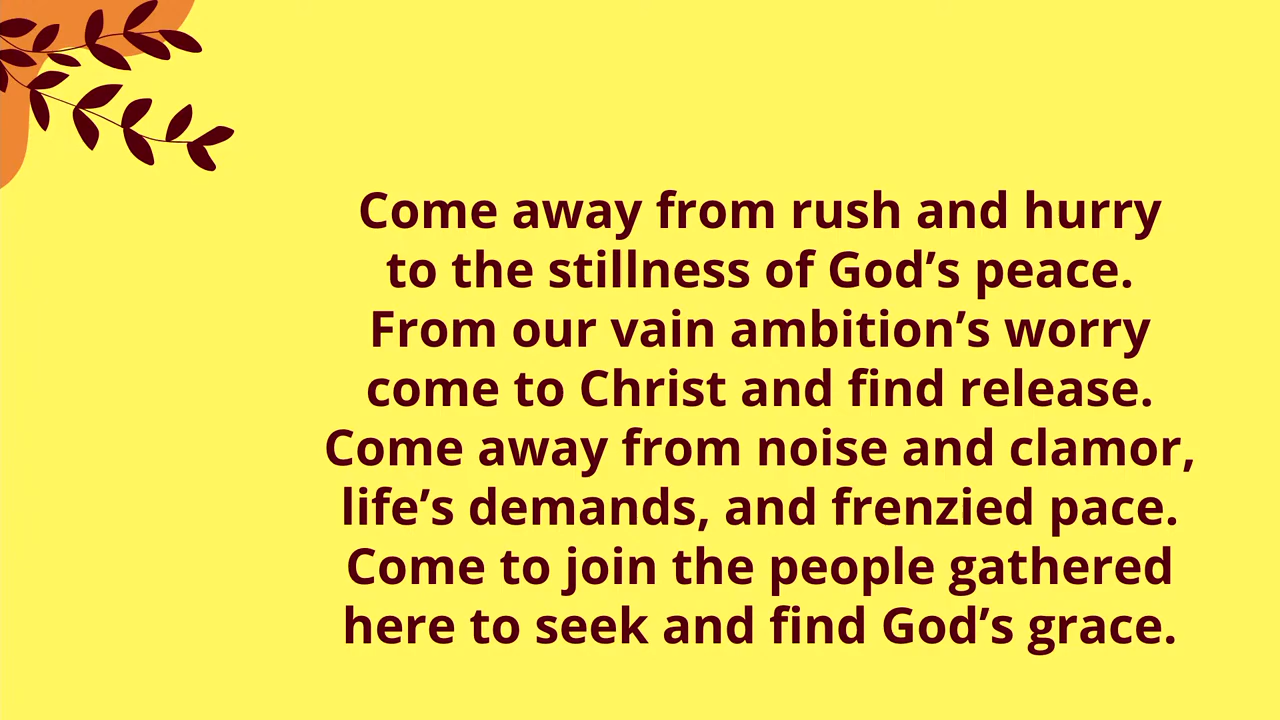 Come away from rush and hurry
to the stillness of God’s peace.
From our vain ambition’s worry
come to Christ and find release.
Come away from noise and clamor,
life’s demands, and frenzied pace.
Come to join the people gathered
here to seek and find God’s grace.